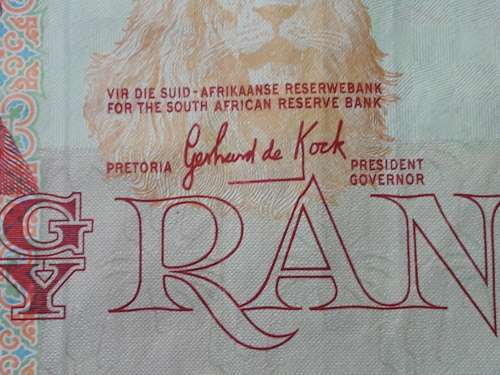 VIR DIE SUID-AFRIKAANSE RESERWEBANK
FOR THE SOUTH AFRICAN RESERVE BANK
Gerhard de Kock
PRETORIA PRESIDENT
GOVERNOR
G RAN
Y